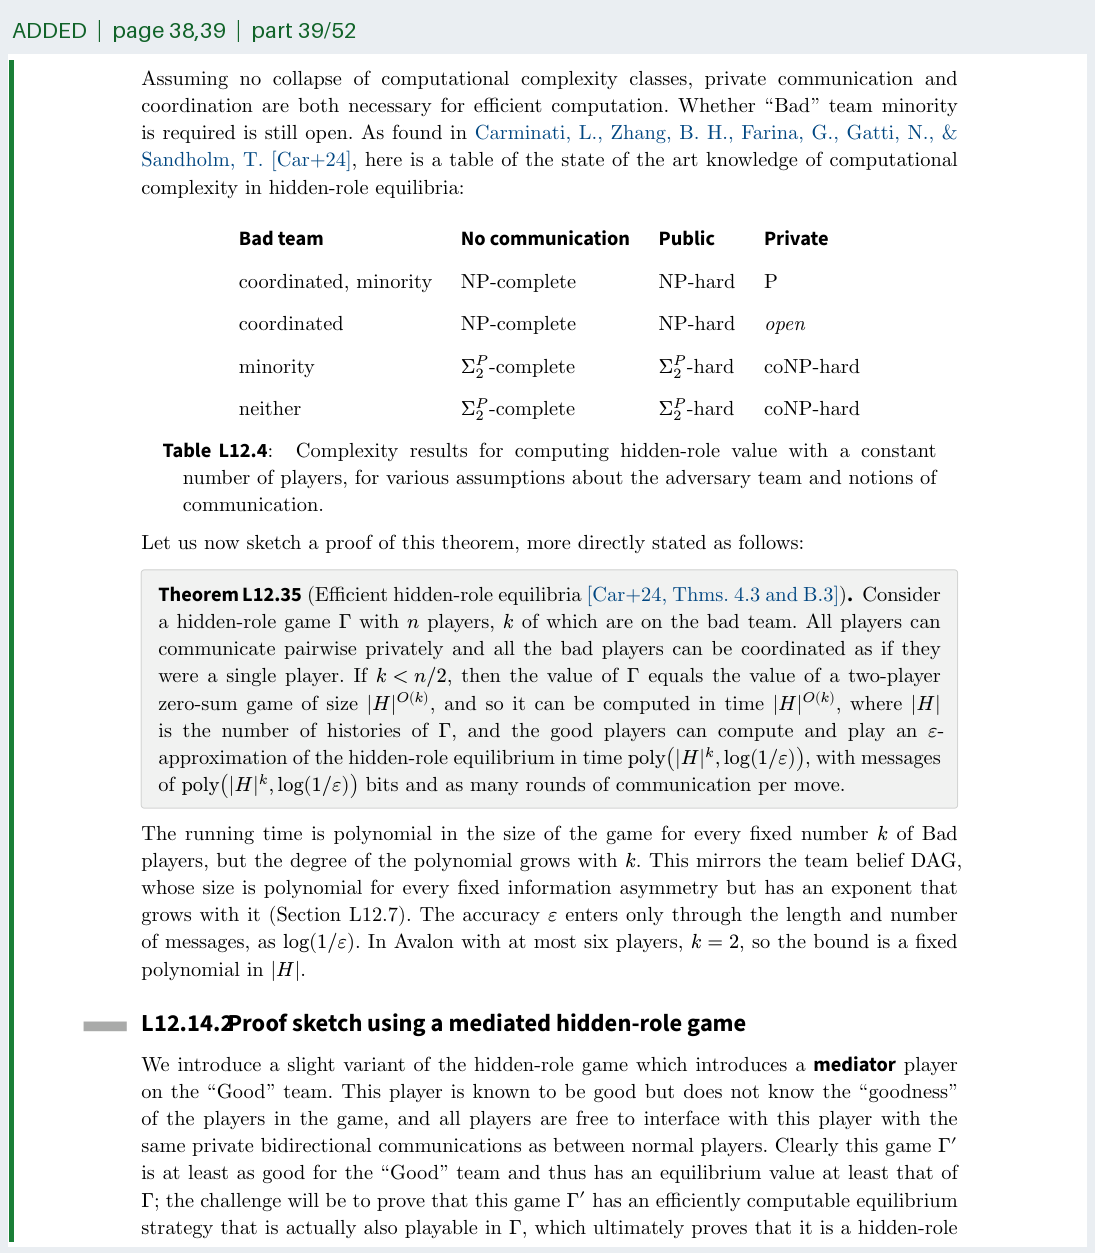 ADDED | page 38,39 | part 39/52
Assuming no collapse of computational complexity classes, private communication and
coordination are both necessary for efficient computation. Whether “Bad” team minority
is required is still open. As found in Carminati, L., Zhang, B. H., Farina, G., Gatti, N., &
Sandholm, T. [Car+24], here is a table of the state of the art knowledge of computational
complexity in hidden-role equilibria:
Bad team No communication Public Private
coordinated, minority NP-complete NP-hard P
coordinated NP-complete NP-hard open
minority Σ₂ᴾ-complete Σ₂ᴾ-hard coNP-hard
neither Σ₂ᴾ-complete Σ₂ᴾ-hard coNP-hard
Table L12.4: Complexity results for computing hidden-role value with a constant
number of players, for various assumptions about the adversary team and notions of
communication.
Let us now sketch a proof of this theorem, more directly stated as follows:
Theorem L12.35 (Efficient hidden-role equilibria [Car+24, Thms. 4.3 and B.3]). Consider
a hidden-role game Γ with n players, k of which are on the bad team. All players can
communicate pairwise privately and all the bad players can be coordinated as if they
were a single player. If k < n/2, then the value of Γ equals the value of a two-player
zero-sum game of size |H|^{O(k)}, and so it can be computed in time |H|^{O(k)}, where |H|
is the number of histories of Γ, and the good players can compute and play an ε-
approximation of the hidden-role equilibrium in time poly(|H|^k, log(1/ε)), with messages
of poly(|H|^k, log(1/ε)) bits and as many rounds of communication per move.
The running time is polynomial in the size of the game for every fixed number k of Bad
players, but the degree of the polynomial grows with k. This mirrors the team belief DAG,
whose size is polynomial for every fixed information asymmetry but has an exponent that
grows with it (Section L12.7). The accuracy ε enters only through the length and number
of messages, as log(1/ε). In Avalon with at most six players, k = 2, so the bound is a fixed
polynomial in |H|.
L12.14.2 Proof sketch using a mediated hidden-role game
We introduce a slight variant of the hidden-role game which introduces a mediator player
on the “Good” team. This player is known to be good but does not know the “goodness”
of the players in the game, and all players are free to interface with this player with the
same private bidirectional communications as between normal players. Clearly this game Γ′
is at least as good for the “Good” team and thus has an equilibrium value at least that of
Γ; the challenge will be to prove that this game Γ′ has an efficiently computable equilibrium
strategy that is actually also playable in Γ, which ultimately proves that it is a hidden-role